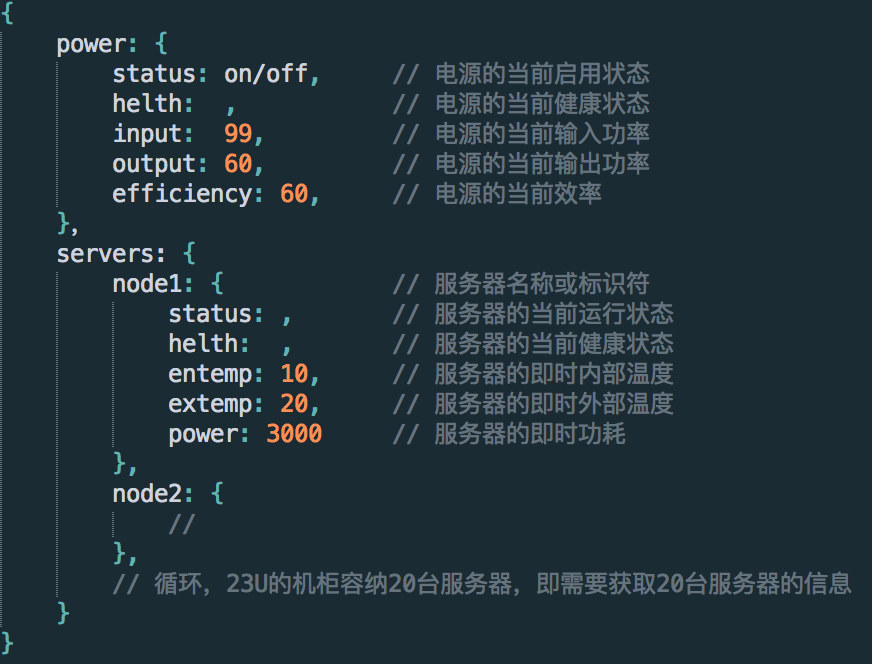 {
    power: {
        status: on/off,     // 电源的当前启用状态
        helth:  ,           // 电源的当前健康状态
        input:  99,         // 电源的当前输入功率
        output: 60,         // 电源的当前输出功率
        efficiency: 60,     // 电源的当前效率
    },
    servers: {
        node1: {            // 服务器名称或标识符
            status: ,       // 服务器的当前运行状态
            helth:  ,       // 服务器的当前健康状态
            entemp: 10,     // 服务器的即时内部温度
            extemp: 20,     // 服务器的即时外部温度
            power: 3000     // 服务器的即时功耗
        },
        node2: {
            //
        },
        // 循环，23U的机柜容纳20台服务器，即需要获取20台服务器的信息
    }
}